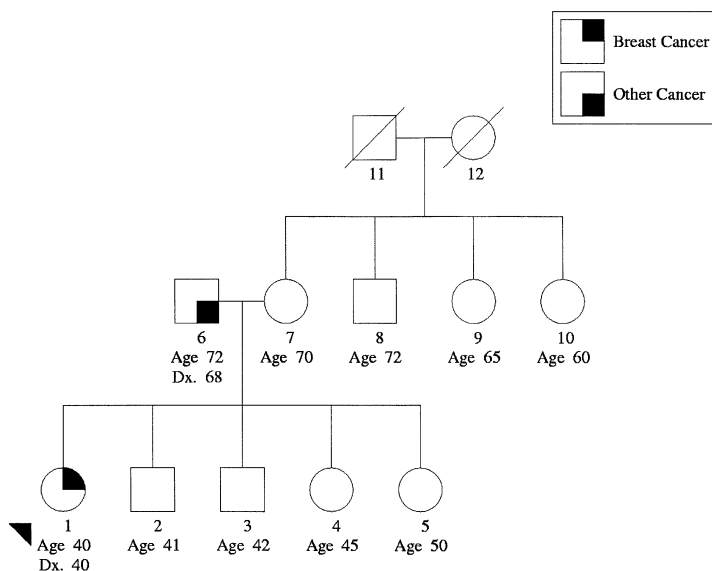 Breast Cancer
Other Cancer
11 12
6 7 8 9 10
Age 72 Age 70 Age 72 Age 65 Age 60
Dx. 68
1 2 3 4 5
Age 40 Age 41 Age 42 Age 45 Age 50
Dx. 40